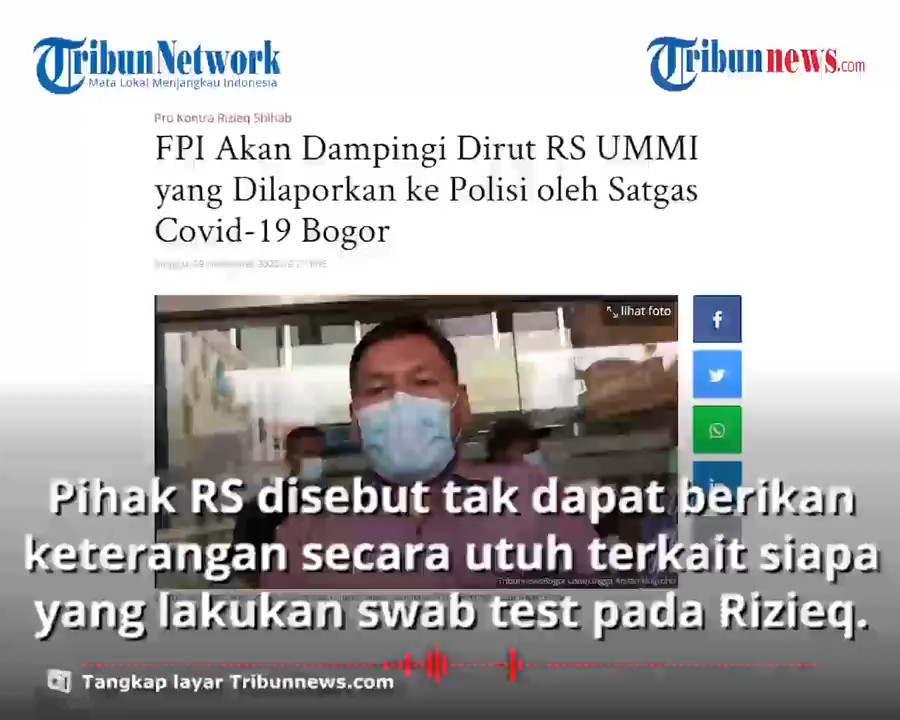 Tribun Network
Mata Lokal Menjangkau Indonesia
Tribunnews.com
Pro Kontra Rizieq Shihab
FPI Akan Dampingi Dirut RS UMMI
yang Dilaporkan ke Polisi oleh Satgas
Covid-19 Bogor
lihat foto
Pihak RS disebut tak dapat berikan
keterangan secara utuh terkait siapa
yang lakukan swab test pada Rizieq.
Tangkap layar Tribunnews.com